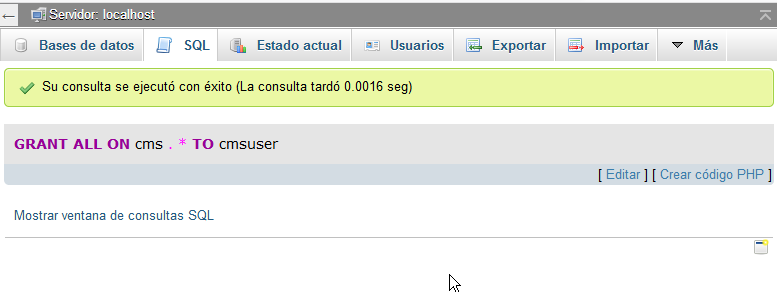 Servidor: localhost
Bases de datos SQL Estado actual Usuarios Exportar Importar Más
Su consulta se ejecutó con éxito (La consulta tardó 0.0016 seg)
GRANT ALL ON cms . * TO cmsuser
[ Editar ] [ Crear código PHP ]
Mostrar ventana de consultas SQL